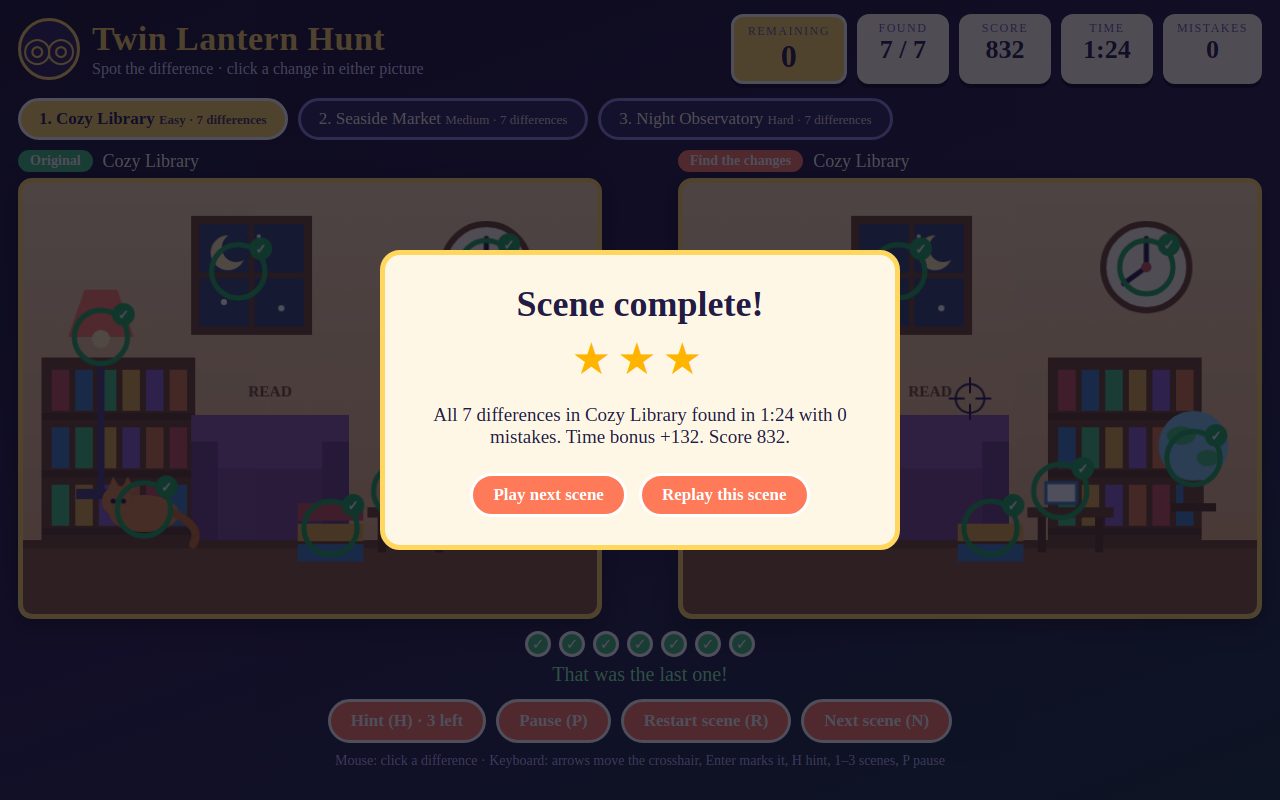 Twin Lantern Hunt
Spot the difference · click a change in either picture
REMAINING
0
FOUND
7 / 7
SCORE
832
TIME
1:24
MISTAKES
0
1. Cozy Library Easy · 7 differences
2. Seaside Market Medium · 7 differences
3. Night Observatory Hard · 7 differences
Original Cozy Library
Find the changes Cozy Library
READ
READ
Scene complete!
★ ★ ★
All 7 differences in Cozy Library found in 1:24 with 0
mistakes. Time bonus +132. Score 832.
Play next scene
Replay this scene
That was the last one!
Hint (H) · 3 left
Pause (P)
Restart scene (R)
Next scene (N)
Mouse: click a difference · Keyboard: arrows move the crosshair, Enter marks it, H hint, 1–3 scenes, P pause